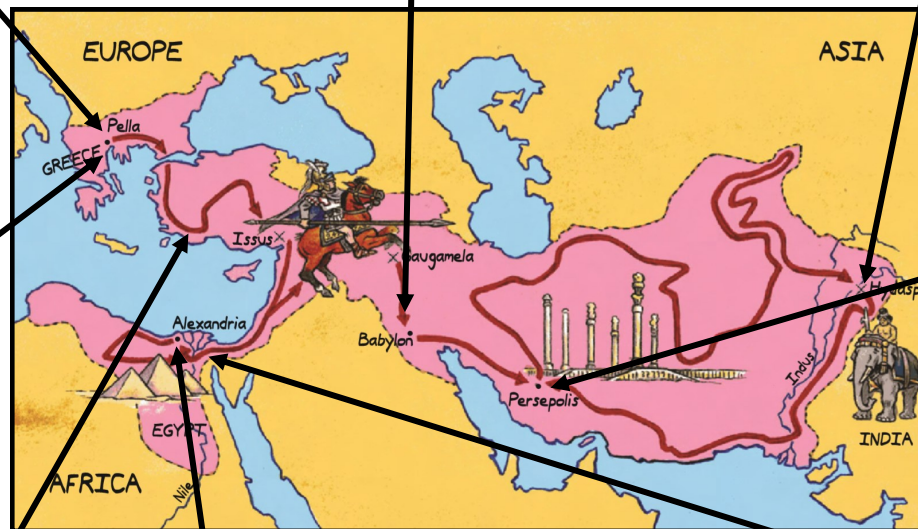 EUROPE
ASIA
Pella
GREECE
Issus
Gaugamela
Alexandria
Babylon
Indus
Persepolis
EGYPT
INDIA
AFRICA
Nile